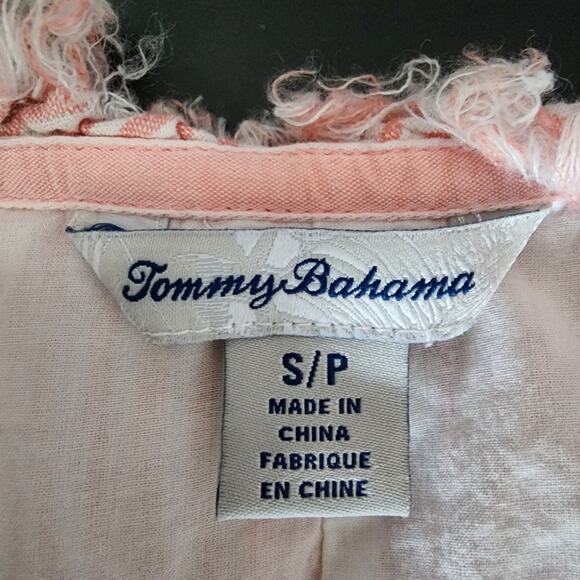 Tommy Bahama
S/P
MADE IN
CHINA
FABRIQUE
EN CHINE